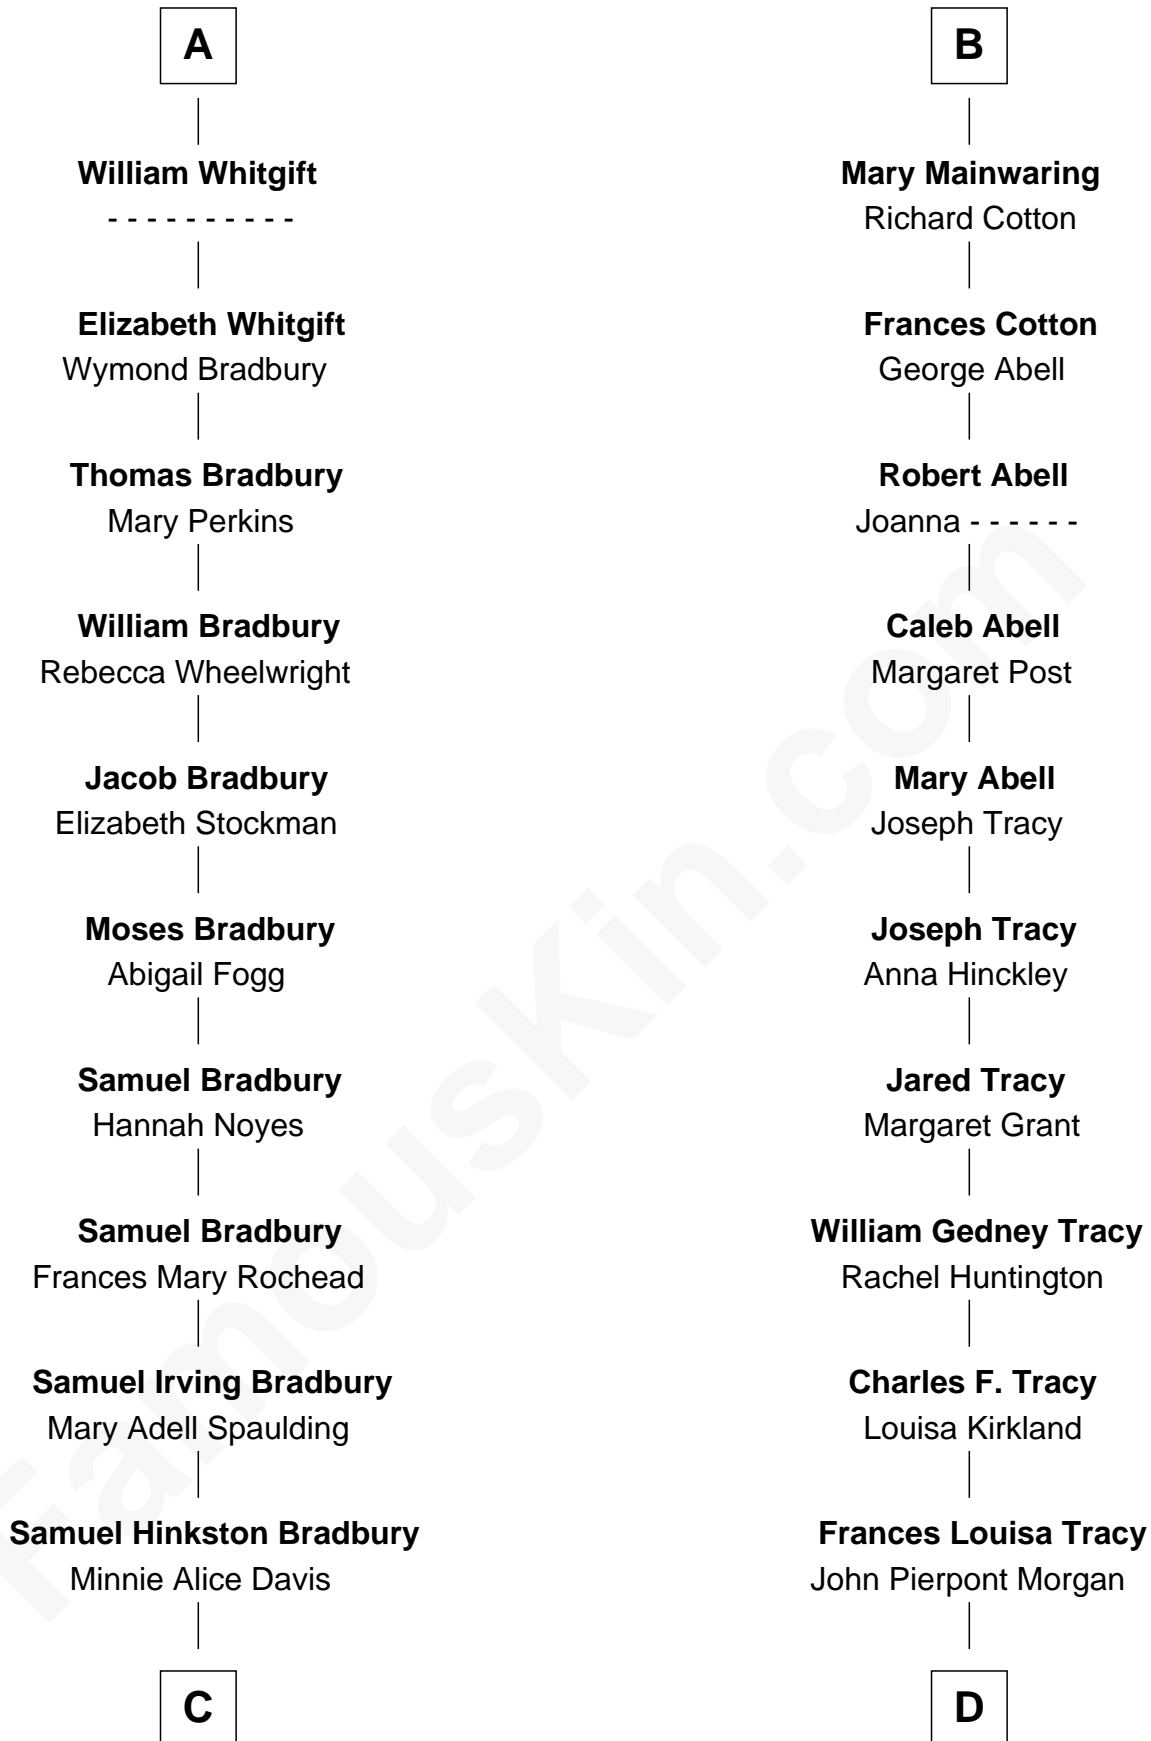 A
William Whitgift
- - - - - - - - - -
Elizabeth Whitgift
Wymond Bradbury
Thomas Bradbury
Mary Perkins
William Bradbury
Rebecca Wheelwright
Jacob Bradbury
Elizabeth Stockman
Moses Bradbury
Abigail Fogg
Samuel Bradbury
Hannah Noyes
Samuel Bradbury
Frances Mary Rochead
Samuel Irving Bradbury
Mary Adell Spaulding
Samuel Hinkston Bradbury
Minnie Alice Davis
C
B
Mary Mainwaring
Richard Cotton
Frances Cotton
George Abell
Robert Abell
Joanna - - - - - -
Caleb Abell
Margaret Post
Mary Abell
Joseph Tracy
Joseph Tracy
Anna Hinckley
Jared Tracy
Margaret Grant
William Gedney Tracy
Rachel Huntington
Charles F. Tracy
Louisa Kirkland
Frances Louisa Tracy
John Pierpont Morgan
D
FamousKin.com